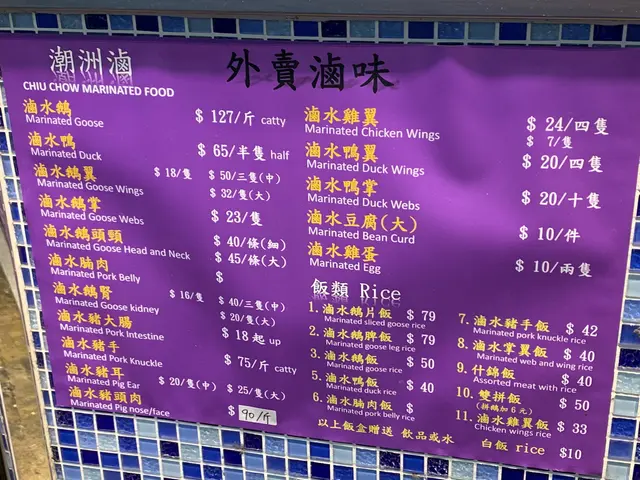 潮洲滷
外賣滷味
CHIU CHOW MARINATED FOOD
滷水鵝 $ 127/斤 catty
Marinated Goose
滷水鴨 $ 65/半隻 half
Marinated Duck
滷水鵝翼 $ 18/隻 $ 50/三隻(中)
Marinated Goose Wings $ 32/隻(大)
滷水鵝掌 $ 23/隻
Marinated Goose Webs
滷水鵝頭頸 $ 40/條(細)
Marinated Goose Head and Neck $ 45/條(大)
滷水腩肉 $
Marinated Pork Belly
滷水鵝腎 $ 16/隻 $ 40/三隻(中)
Marinated Goose kidney $ 20/隻(大)
滷水豬大腸 $ 18 起 up
Marinated Pork Intestine
滷水豬手 $ 75/斤 catty
Marinated Pork Knuckle
滷水豬耳 $ 20/隻(中) $ 25/隻(大)
Marinated Pig Ear
滷水豬頭肉 $ 90/斤
Marinated Pig nose/face
滷水雞翼 $ 24/四隻
Marinated Chicken Wings $ 7/隻
滷水鴨翼 $ 20/四隻
Marinated Duck Wings
滷水鴨掌 $ 20/十隻
Marinated Duck Webs
滷水豆腐(大) $ 10/件
Marinated Bean Curd
滷水雞蛋 $ 10/兩隻
Marinated Egg
飯類 Rice
1. 滷水鵝片飯 $ 79
Marinated sliced goose rice
2. 滷水鵝脾飯 $ 79
Marinated goose leg rice
3. 滷水鵝飯 $ 50
Marinated goose rice
5. 滷水鴨飯 $ 40
Marinated duck rice
6. 滷水腩肉飯 $
Marinated pork belly rice
7. 滷水豬手飯 $ 42
Marinated pork knuckle rice
8. 滷水掌翼飯 $ 40
Marinated web and wing rice
9. 什錦飯 $ 40
Assorted meat with rice
10. 雙拼飯 $ 50
(拼鵝加 6 元)
11. 滷水雞翼飯 $ 33
Chicken wings rice
以上飯盒贈送 飲品或水
白飯 rice $10